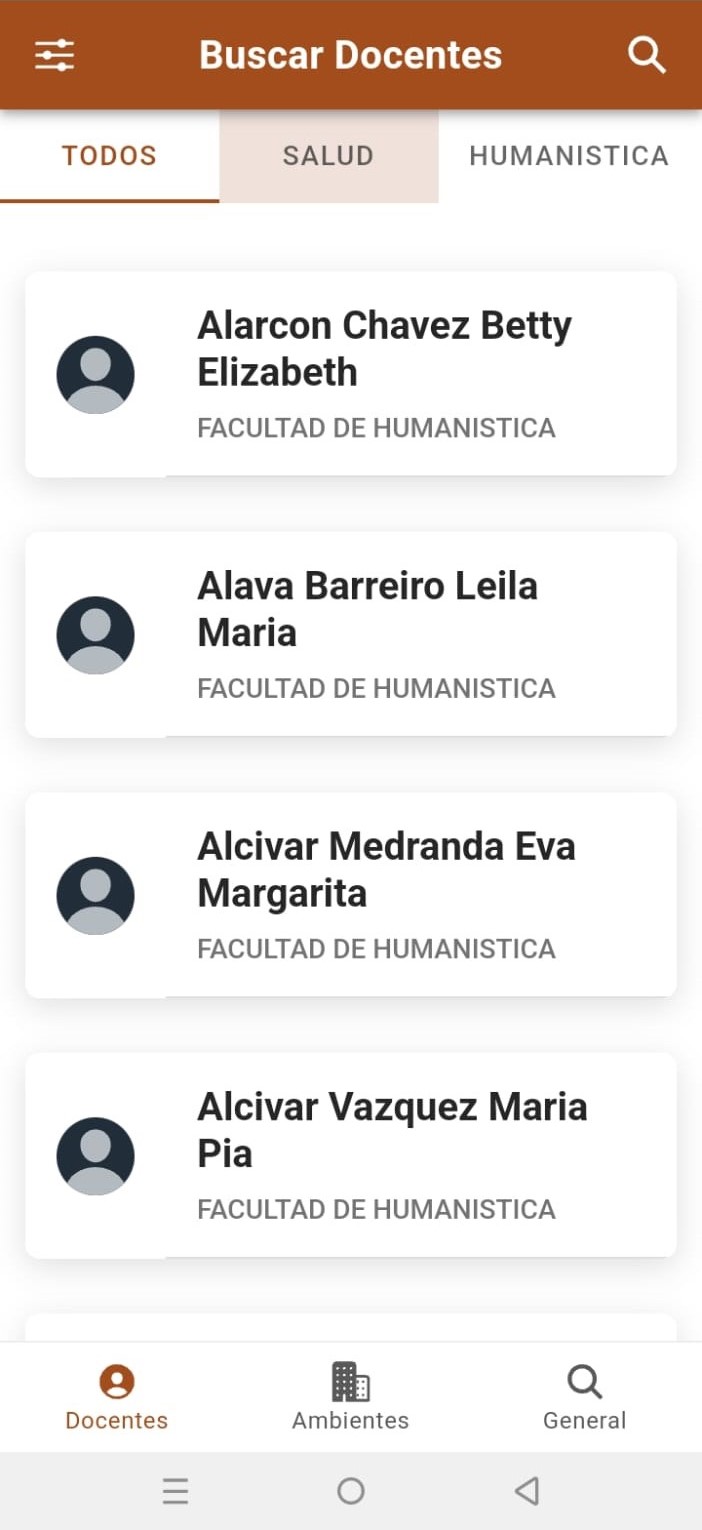 Buscar Docentes
TODOS
SALUD
HUMANISTICA
Alarcon Chavez Betty
Elizabeth
FACULTAD DE HUMANISTICA
Alava Barreiro Leila
Maria
FACULTAD DE HUMANISTICA
Alcivar Medranda Eva
Margarita
FACULTAD DE HUMANISTICA
Alcivar Vazquez Maria
Pia
FACULTAD DE HUMANISTICA
Docentes
Ambientes
General